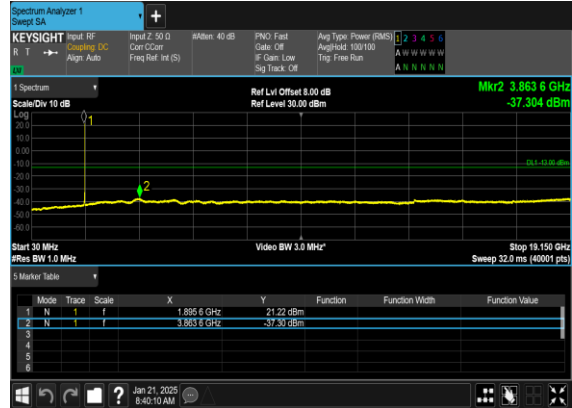 Spectrum Analyzer 1
Swept SA
+
KEYSIGHT Input: RF Input Z: 50 Ω #Atten: 40 dB PNO: Fast Avg Type: Power (RMS) 1 2 3 4 5 6
R T Coupling: DC Corr CCorr Gate: Off Avg|Hold: 100/100 A W W W W W
Align: Auto Freq Ref: Int (S) IF Gain: Low Trig: Free Run
Sig Track: Off A N N N N N
1 Spectrum Ref Lvl Offset 8.00 dB Mkr2 3.863 6 GHz
Scale/Div 10 dB Ref Level 30.00 dBm -37.304 dBm
Log
20.0
10.0
0.00
-10.0
DL1 -13.00 dBm
-20.0
-30.0
-40.0
-50.0
-60.0
1
2
Start 30 MHz Video BW 3.0 MHz* Stop 19.150 GHz
#Res BW 1.0 MHz Sweep 32.0 ms (40001 pts)
5 Marker Table
Mode Trace Scale X Y Function Function Width Function Value
1 N 1 f 1.895 6 GHz 21.22 dBm
2 N 1 f 3.863 6 GHz -37.30 dBm
3
4
5
6
? Jan 21, 2025
8:40:10 AM